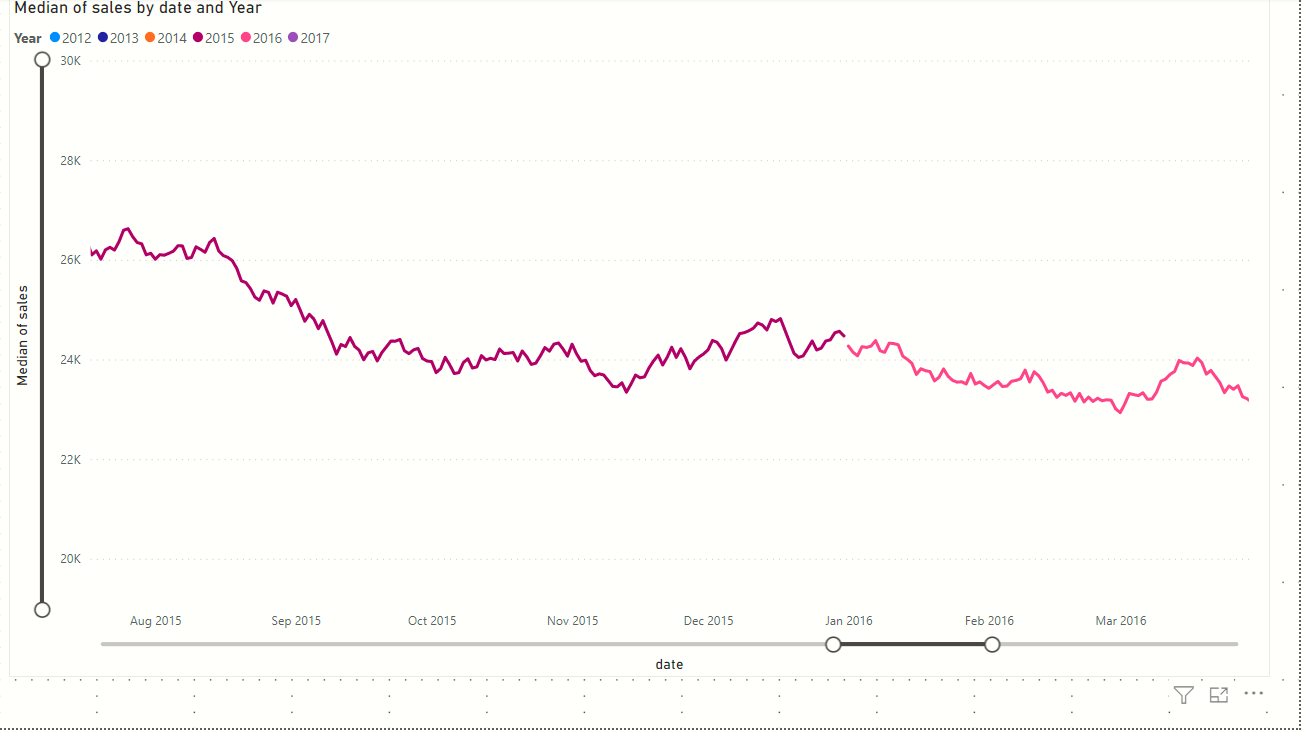 Median of sales by date and Year
Year 2012 2013 2014 2015 2016 2017
30K
28K
26K
24K
22K
20K
Median of sales
Aug 2015 Sep 2015 Oct 2015 Nov 2015 Dec 2015 Jan 2016 Feb 2016 Mar 2016
date